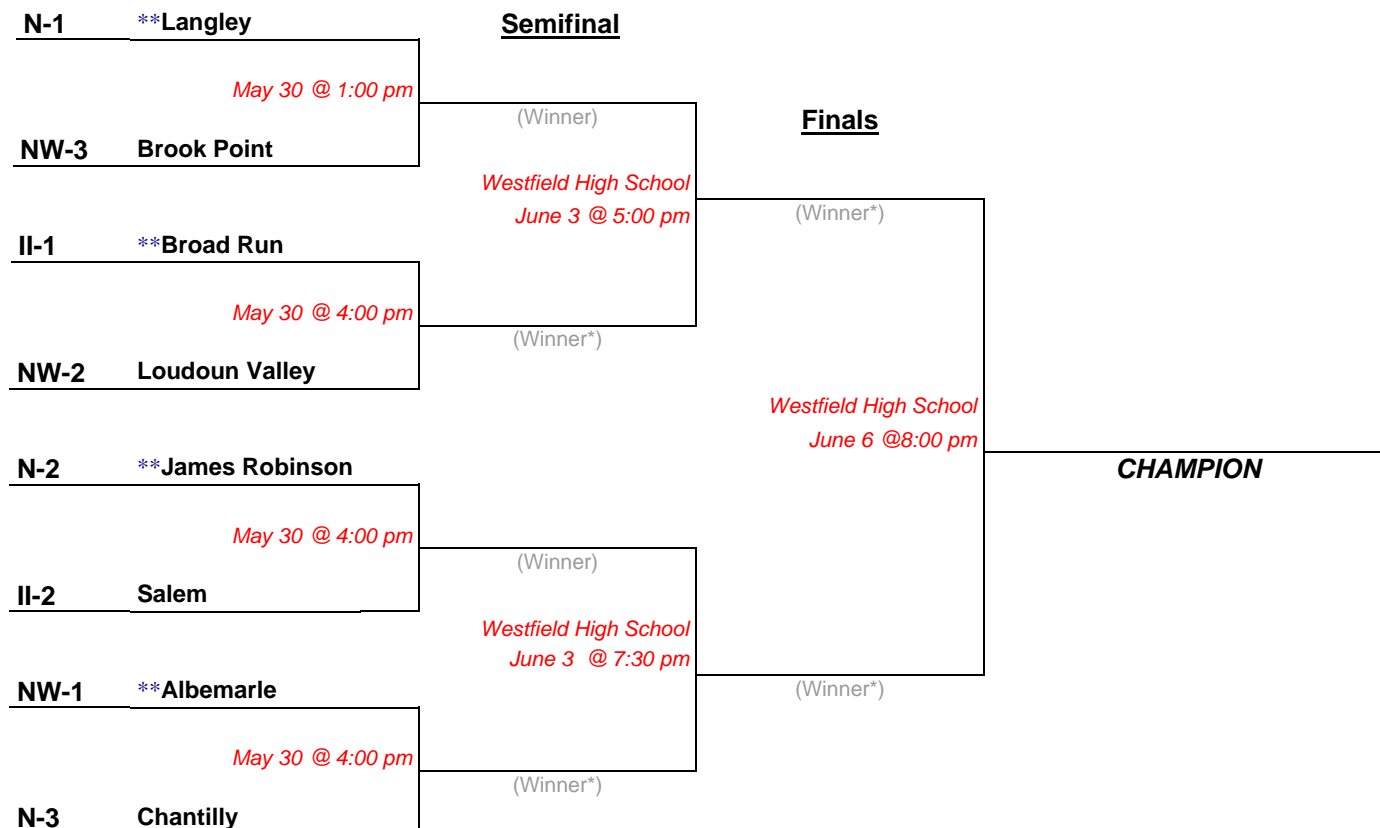 N-1 **Langley Semifinal
May 30 @ 1:00 pm
(Winner) Finals
NW-3 Brook Point
Westfield High School
June 3 @ 5:00 pm (Winner*)
II-1 **Broad Run
May 30 @ 4:00 pm
(Winner*)
NW-2 Loudoun Valley
Westfield High School
June 6 @8:00 pm
N-2 **James Robinson CHAMPION
May 30 @ 4:00 pm
(Winner)
II-2 Salem
Westfield High School
June 3 @ 7:30 pm
NW-1 **Albemarle (Winner*)
May 30 @ 4:00 pm
(Winner*)
N-3 Chantilly